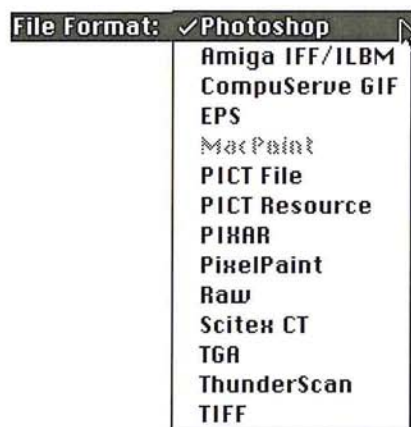 File Format: ✓Photoshop
Amiga IFF/ILBM
CompuServe GIF
EPS
MacPaint
PICT File
PICT Resource
PIXAR
PixelPaint
Raw
Scitex CT
TGA
ThunderScan
TIFF